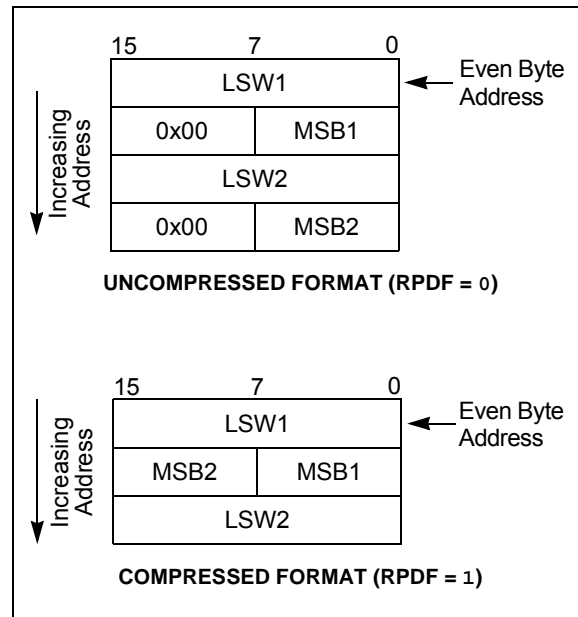 15 7 0
LSW1
Even Byte
Address
0x00 MSB1
LSW2
0x00 MSB2
Increasing
Address
UNCOMPRESSED FORMAT (RPDF = 0)
15 7 0
LSW1
Even Byte
Address
MSB2 MSB1
LSW2
Increasing
Address
COMPRESSED FORMAT (RPDF = 1)